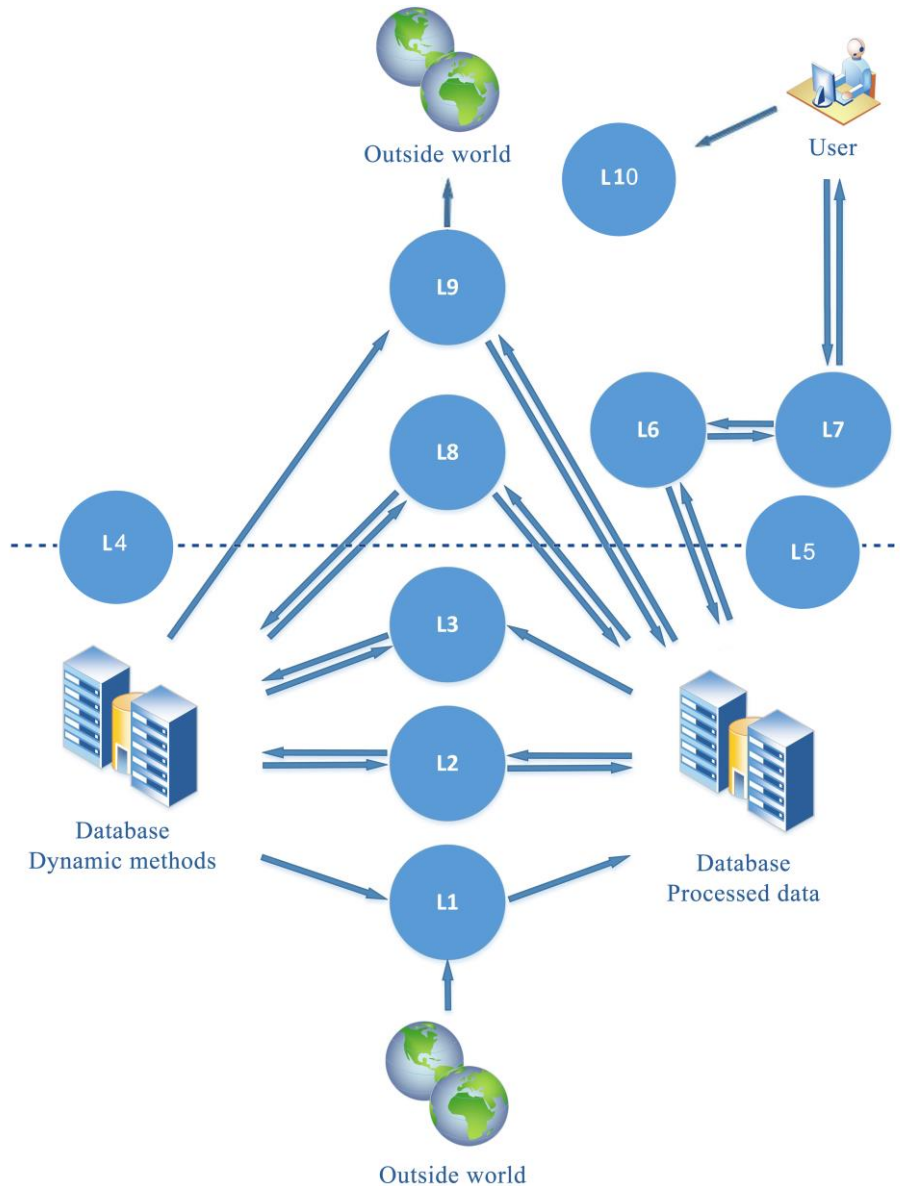 Outside world
User
L10
L9
L6
L7
L8
L4
L5
L3
L2
Database
Dynamic methods
Database
Processed data
L1
Outside world